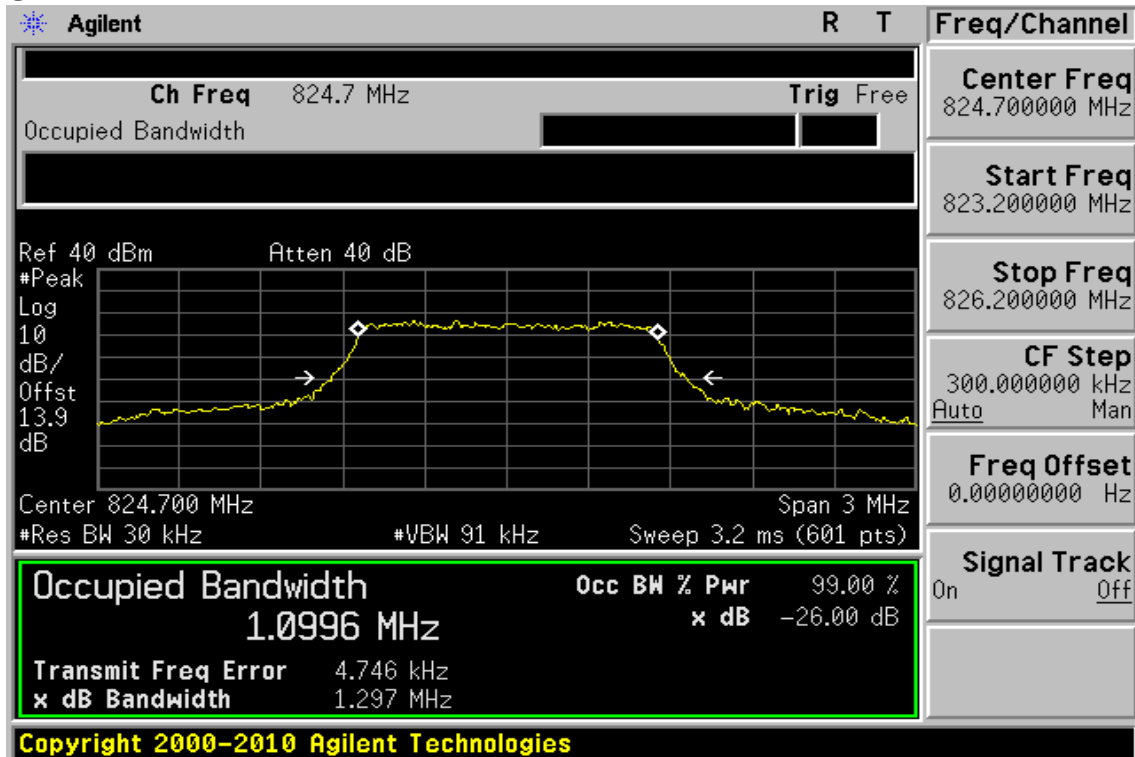 Agilent R T Freq/Channel
Ch Freq 824.7 MHz Trig Free
Occupied Bandwidth
Center Freq
824.700000 MHz
Start Freq
823.200000 MHz
Stop Freq
826.200000 MHz
CF Step
300.000000 kHz
Auto Man
Freq Offset
0.00000000 Hz
Signal Track
On Off
Ref 40 dBm Atten 40 dB
#Peak
Log
10
dB/
Offst
13.9
dB
Center 824.700 MHz Span 3 MHz
#Res BW 30 kHz #VBW 91 kHz Sweep 3.2 ms (601 pts)
Occupied Bandwidth Occ BW % Pwr 99.00 %
1.0996 MHz x dB -26.00 dB
Transmit Freq Error 4.746 kHz
x dB Bandwidth 1.297 MHz
Copyright 2000-2010 Agilent Technologies